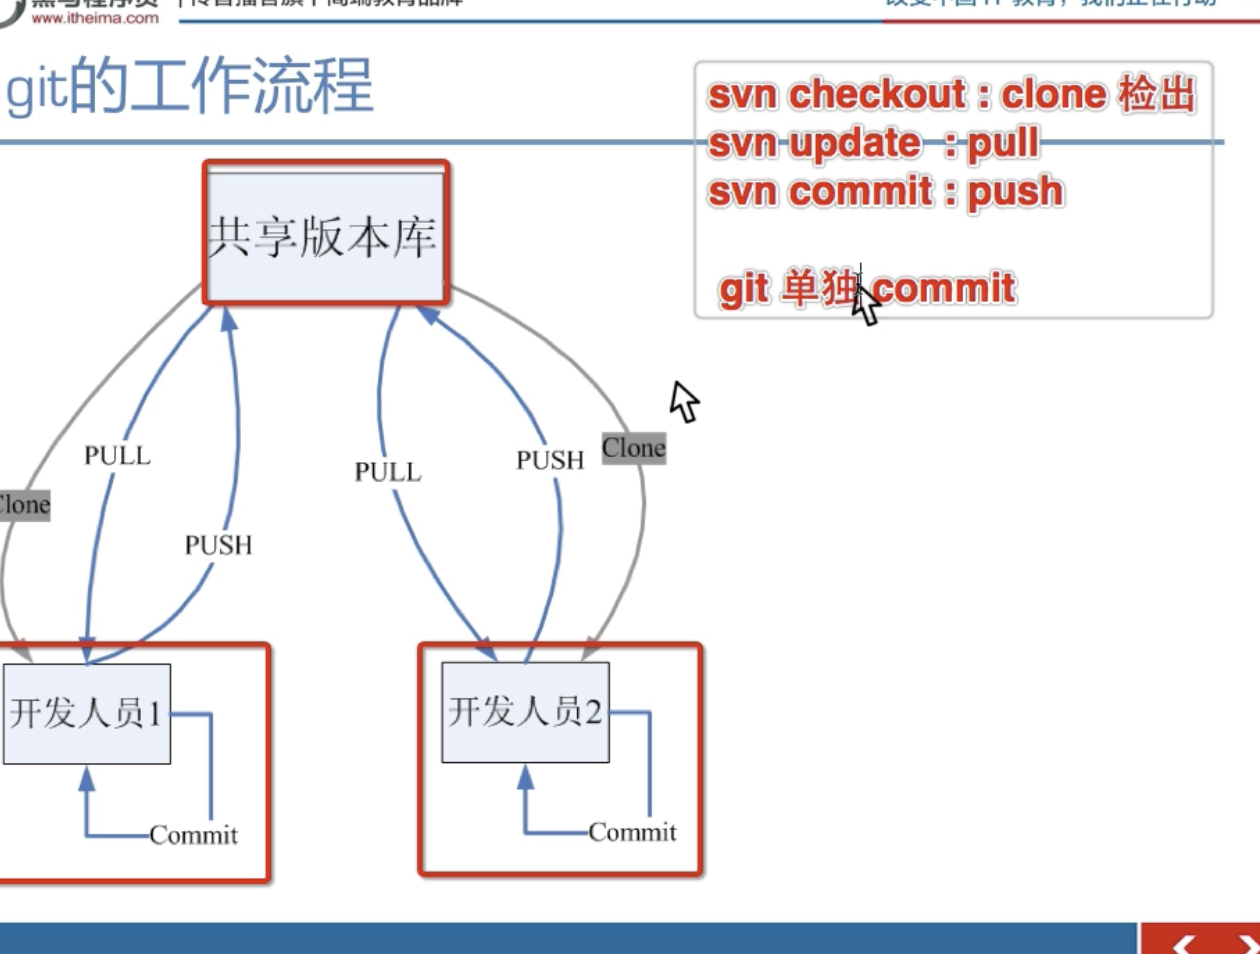 www.itheima.com
git的工作流程
svn checkout : clone 检出
svn update : pull
svn commit : push
git 单独 commit
共享版本库
PULL
PUSH
PULL
PUSH
Clone
Clone
开发人员1
Commit
开发人员2
Commit